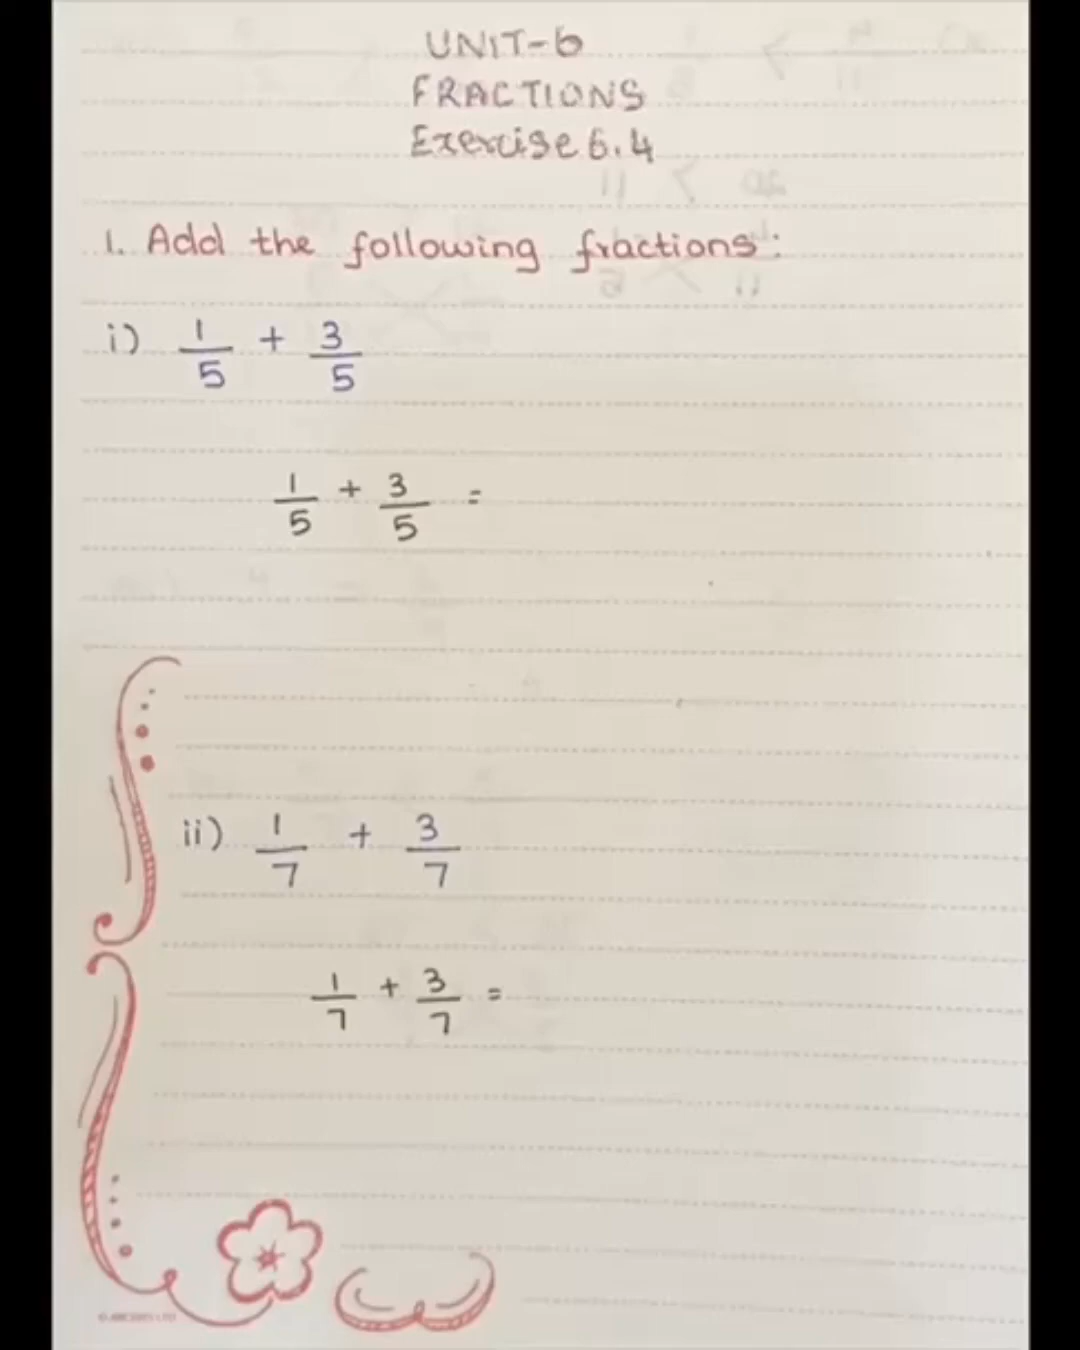 UNIT-6
FRACTIONS
Exercise 6.4
1. Add the following fractions:
i) 1/5 + 3/5
1/5 + 3/5 =
ii) 1/7 + 3/7
1/7 + 3/7 =